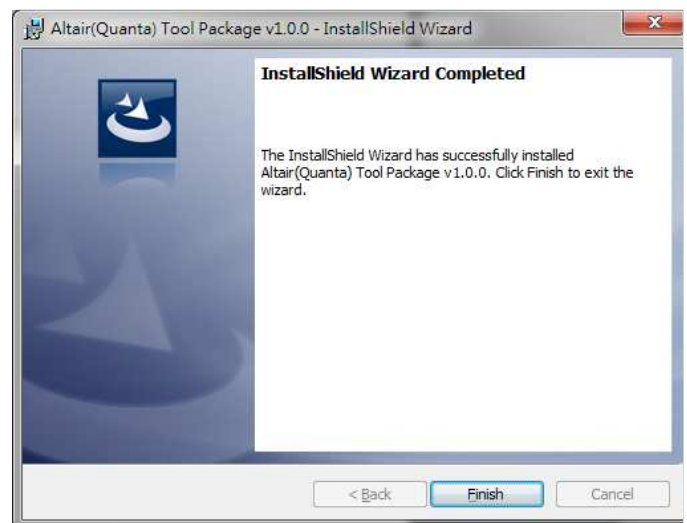 Altair(Quanta) Tool Package v1.0.0 - InstallShield Wizard
InstallShield Wizard Completed
The InstallShield Wizard has successfully installed
Altair(Quanta) Tool Package v1.0.0. Click Finish to exit the
wizard.
< Back
Finish
Cancel